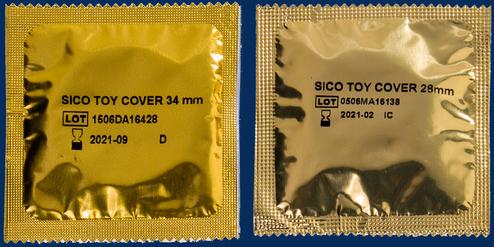 SICO TOY COVER 34 mm
LOT 1506DA16428
2021-09 D
SICO TOY COVER 28mm
LOT 0506MA16138
2021-02 IC